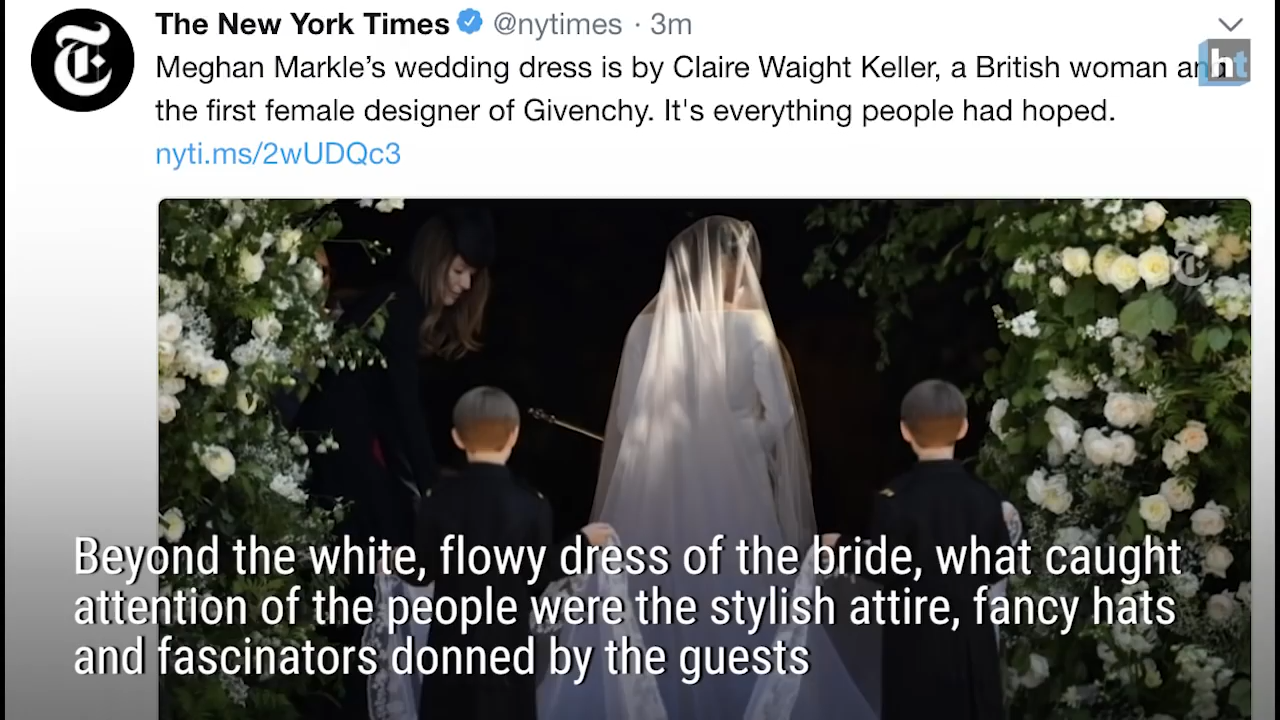 The New York Times @nytimes · 3m
Meghan Markle’s wedding dress is by Claire Waight Keller, a British woman and
ht
the first female designer of Givenchy. It's everything people had hoped.
nyti.ms/2wUDQc3
Beyond the white, flowy dress of the bride, what caught
attention of the people were the stylish attire, fancy hats
and fascinators donned by the guests